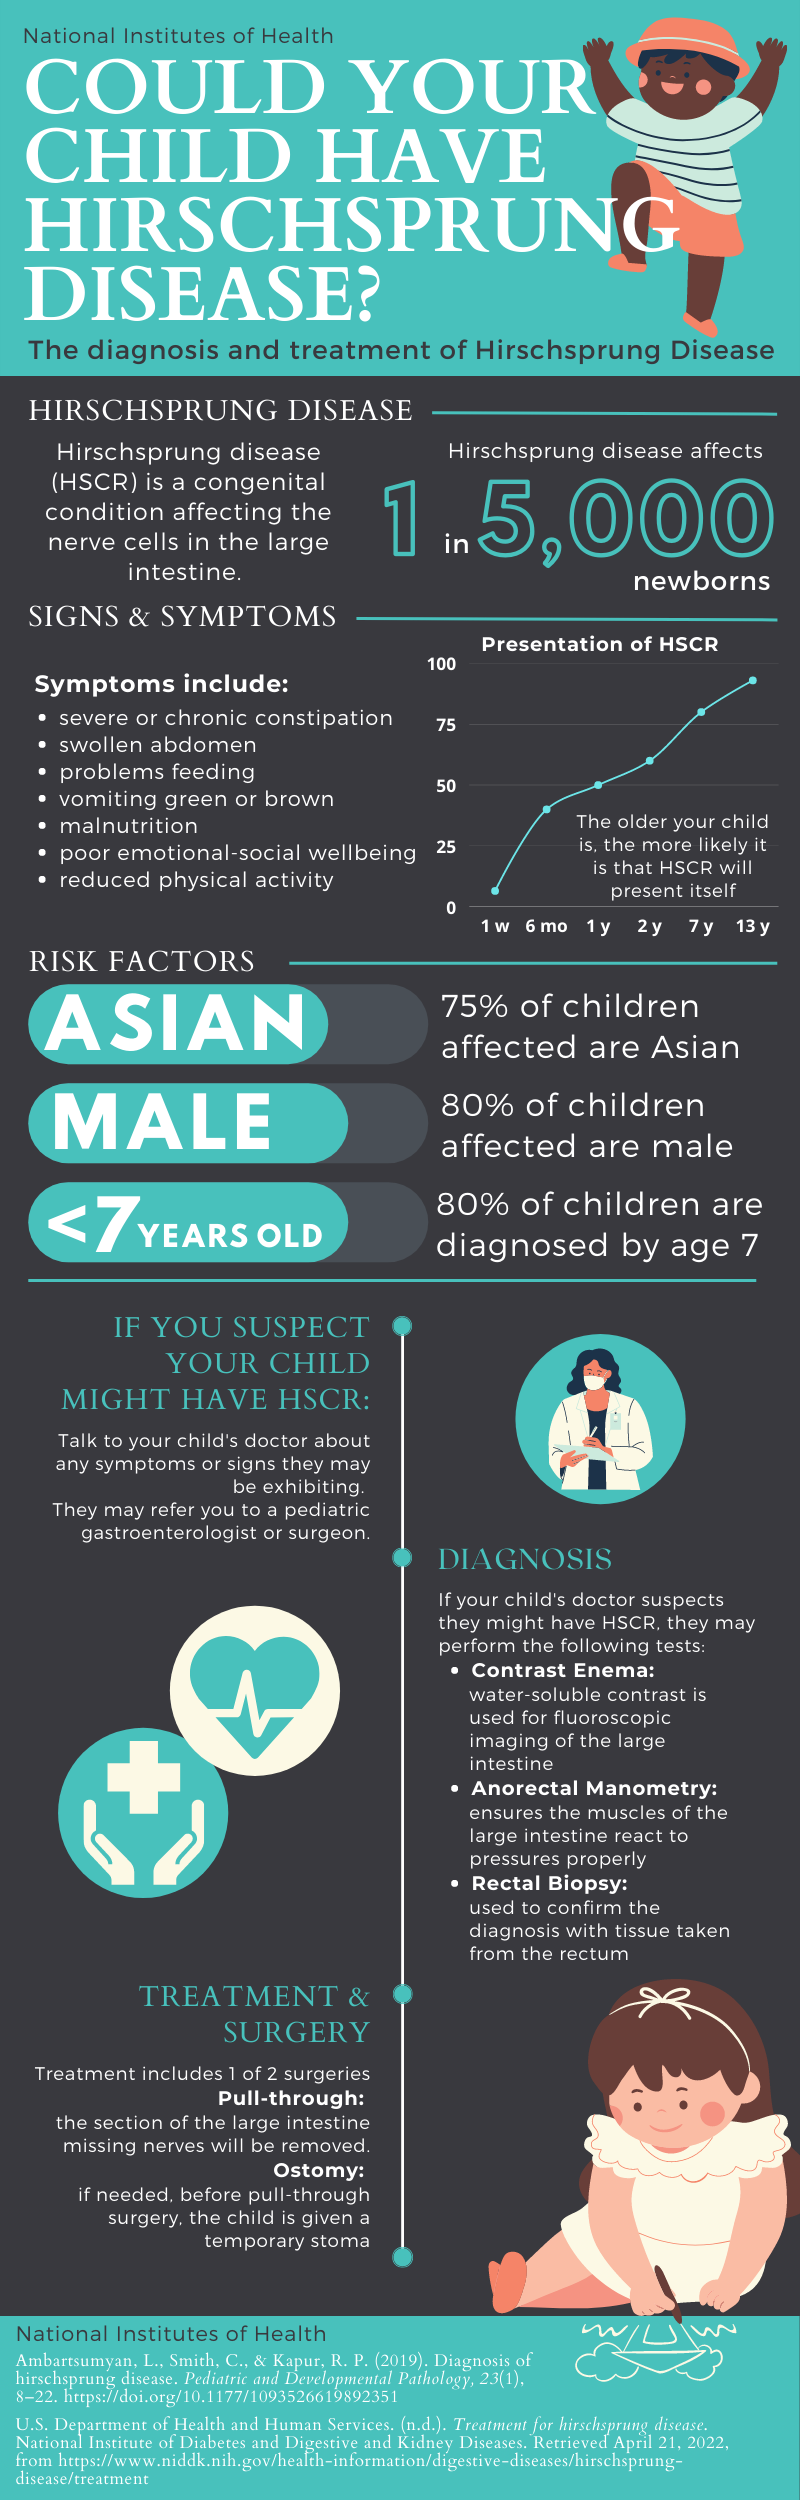 National Institutes of Health
COULD YOUR
CHILD HAVE
HIRSCHSPRUNG
DISEASE?
The diagnosis and treatment of Hirschsprung Disease
HIRSCHSPRUNG DISEASE
Hirschsprung disease
(HSCR) is a congenital
condition affecting the
nerve cells in the large
intestine.
Hirschsprung disease affects
1 in 5,000
newborns
SIGNS & SYMPTOMS
Symptoms include:
• severe or chronic constipation
• swollen abdomen
• problems feeding
• vomiting green or brown
• malnutrition
• poor emotional-social wellbeing
• reduced physical activity
Presentation of HSCR
100
75
50
25
0
The older your child
is, the more likely it
is that HSCR will
present itself
1 w 6 mo 1 y 2 y 7 y 13 y
RISK FACTORS
ASIAN
75% of children
affected are Asian
MALE
80% of children
affected are male
<7 YEARS OLD
80% of children are
diagnosed by age 7
IF YOU SUSPECT
YOUR CHILD
MIGHT HAVE HSCR:
Talk to your child's doctor about
any symptoms or signs they may
be exhibiting.
They may refer you to a pediatric
gastroenterologist or surgeon.
DIAGNOSIS
If your child's doctor suspects
they might have HSCR, they may
perform the following tests:
• Contrast Enema:
water-soluble contrast is
used for fluoroscopic
imaging of the large
intestine
• Anorectal Manometry:
ensures the muscles of the
large intestine react to
pressures properly
• Rectal Biopsy:
used to confirm the
diagnosis with tissue taken
from the rectum
TREATMENT &
SURGERY
Treatment includes 1 of 2 surgeries
Pull-through:
the section of the large intestine
missing nerves will be removed.
Ostomy:
if needed, before pull-through
surgery, the child is given a
temporary stoma
National Institutes of Health
Ambartsumyan, L., Smith, C., & Kapur, R. P. (2019). Diagnosis of
hirschsprung disease. Pediatric and Developmental Pathology, 23(1),
8–22. https://doi.org/10.1177/1093526619892351
U.S. Department of Health and Human Services. (n.d.). Treatment for hirschsprung disease.
National Institute of Diabetes and Digestive and Kidney Diseases. Retrieved April 21, 2022,
from https://www.niddk.nih.gov/health-information/digestive-diseases/hirschsprung-
disease/treatment